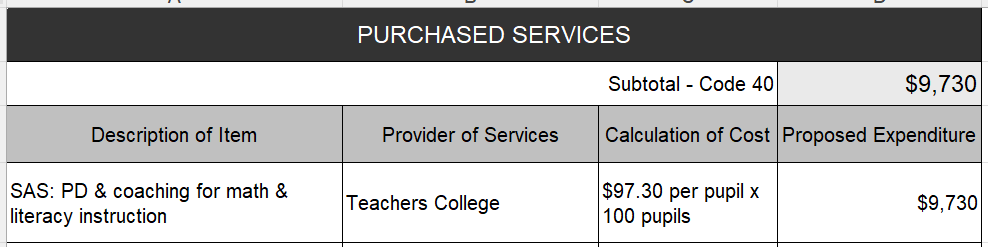 PURCHASED SERVICES
Subtotal - Code 40 $9,730
Description of Item Provider of Services Calculation of Cost Proposed Expenditure
SAS: PD & coaching for math & 
literacy instruction
Teachers College
$97.30 per pupil x
100 pupils
$9,730